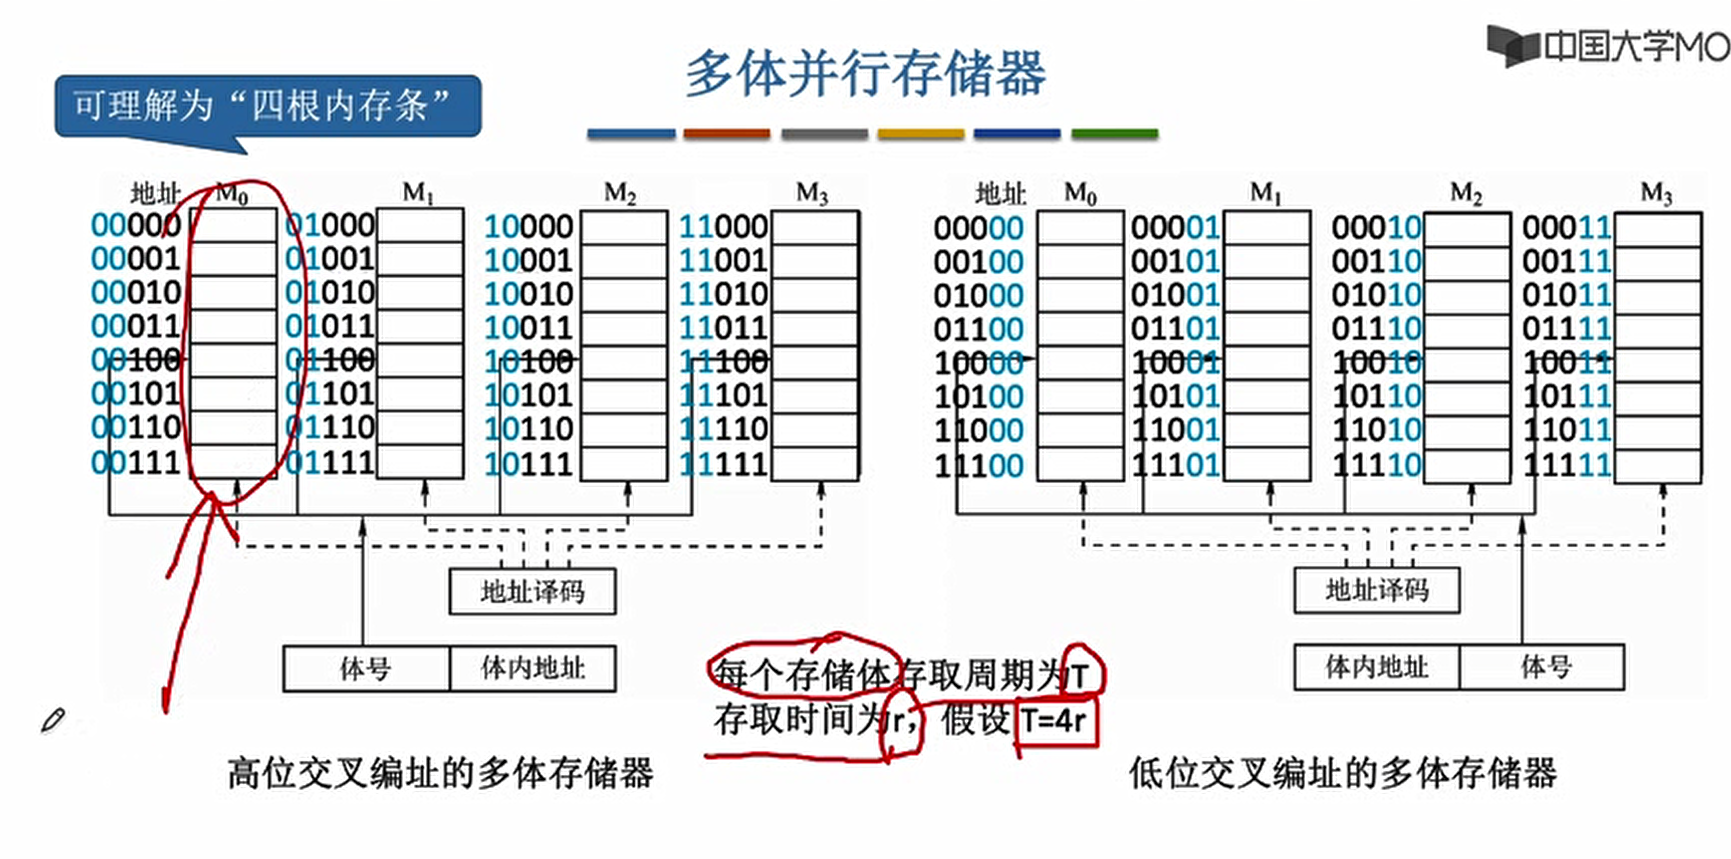 中国大学MO
多体并行存储器
可理解为“四根内存条”
地址 M0 M1 M2 M3
00000 01000 10000 11000
00001 01001 10001 11001
00010 01010 10010 11010
00011 01011 10011 11011
00100 01100 10100 11100
00101 01101 10101 11101
00110 01110 10110 11110
00111 01111 10111 11111
地址译码
体号 体内地址
高位交叉编址的多体存储器
地址 M0 M1 M2 M3
00000 00001 00010 00011
00100 00101 00110 00111
01000 01001 01010 01011
01100 01101 01110 01111
10000 10001 10010 10011
10100 10101 10110 10111
11000 11001 11010 11011
11100 11101 11110 11111
地址译码
体内地址 体号
低位交叉编址的多体存储器
每个存储体存取周期为T
存取时间为r，假设T=4r